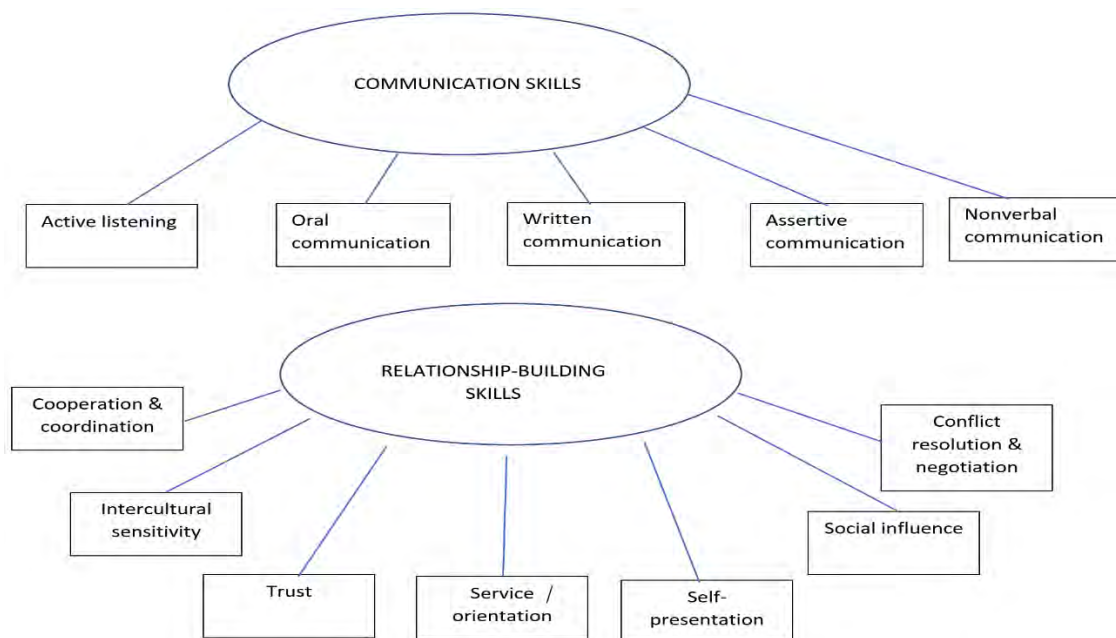 COMMUNICATION SKILLS
Active listening
Oral
communication
Written
communication
Assertive
communication
Nonverbal
communication
RELATIONSHIP-BUILDING
SKILLS
Cooperation &
coordination
Intercultural
sensitivity
Trust
Service /
orientation
Self-
presentation
Social influence
Conflict
resolution &
negotiation